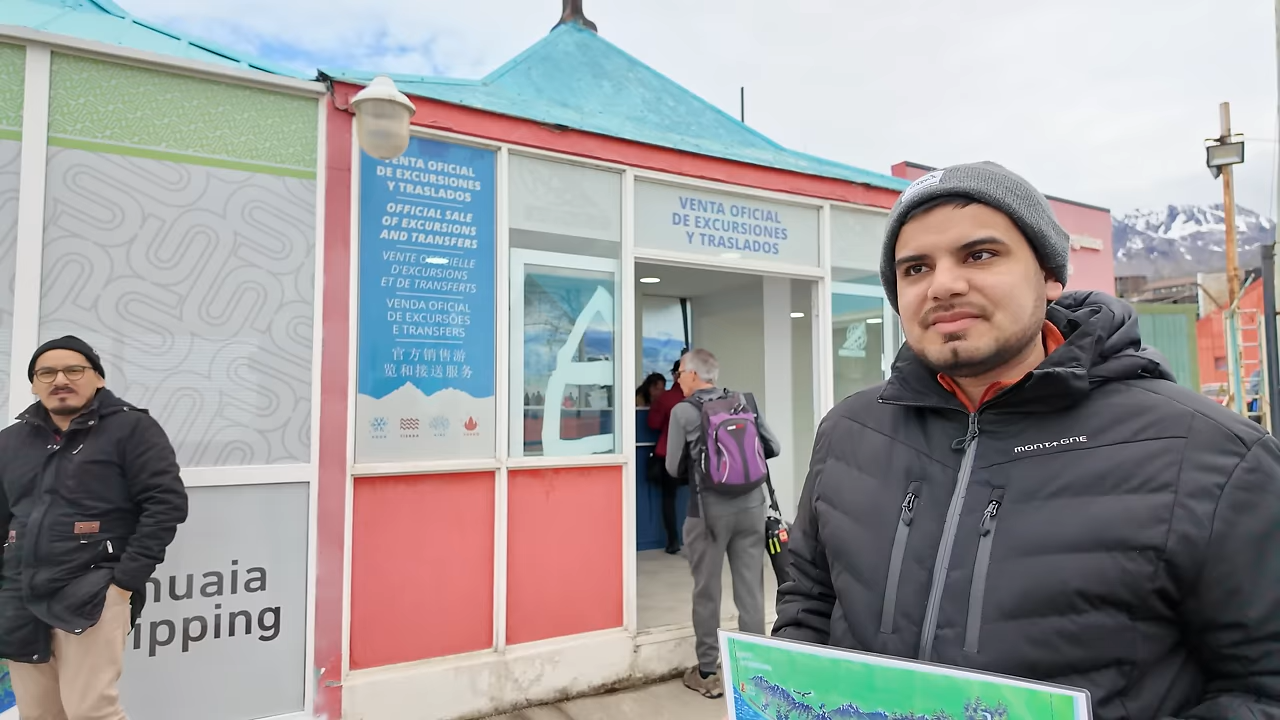 VENTA OFICIAL
DE EXCURSIONES
Y TRASLADOS
OFFICIAL SALE
OF EXCURSIONS
AND TRANSFERS
VENTE
D'EXCURSIONS
ET DE TRANSFERTS
VENDA OFICIAL
DE EXCURSÕES
E TRANSFERS
官方销售游
览和接送服务
VENTA OFICIAL
DE EXCURSIONES
Y TRASLADOS
huaia
ipping
MONTAGNE